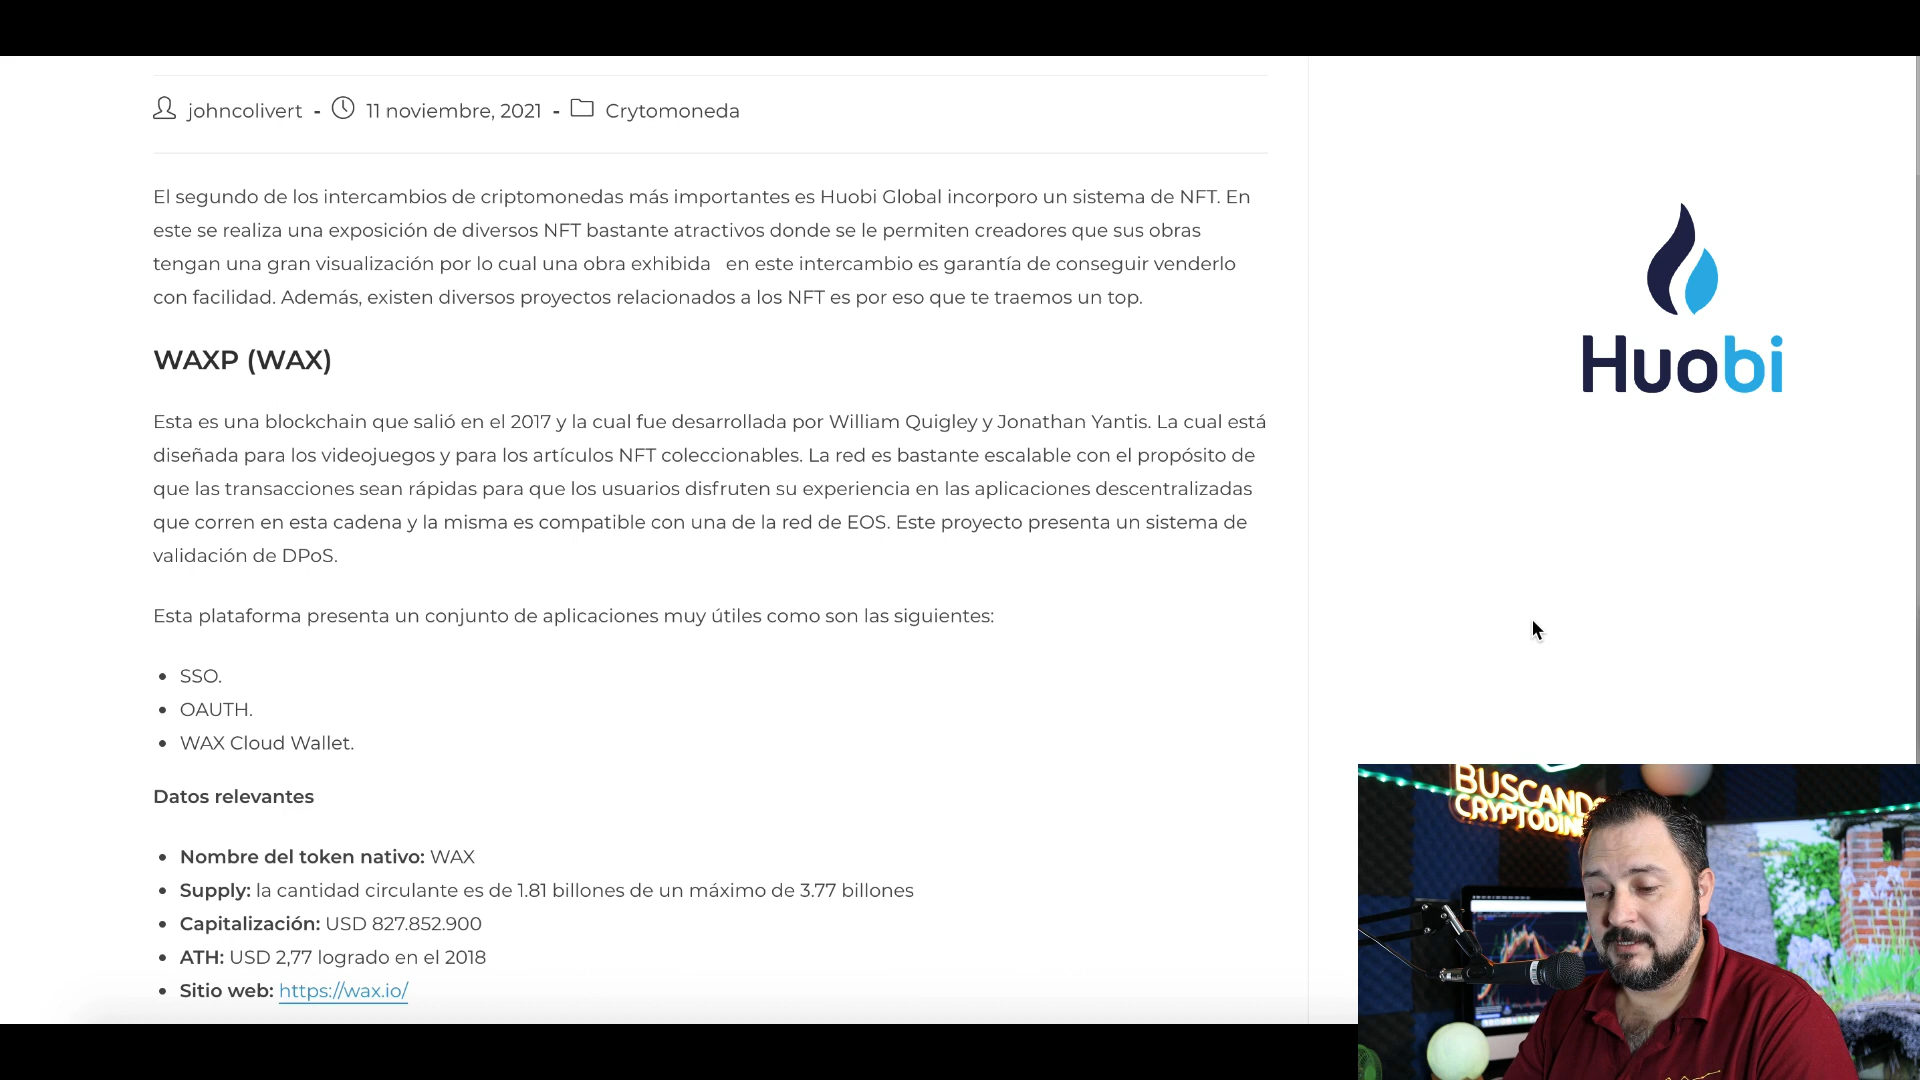 johncolivert - 11 noviembre, 2021 - Crytomoneda
El segundo de los intercambios de criptomonedas más importantes es Huobi Global incorporo un sistema de NFT. En
este se realiza una exposición de diversos NFT bastante atractivos donde se le permiten creadores que sus obras
tengan una gran visualización por lo cual una obra exhibida en este intercambio es garantía de conseguir venderlo
con facilidad. Además, existen diversos proyectos relacionados a los NFT es por eso que te traemos un top.
WAXP (WAX)
Esta es una blockchain que salió en el 2017 y la cual fue desarrollada por William Quigley y Jonathan Yantis. La cual está
diseñada para los videojuegos y para los artículos NFT coleccionables. La red es bastante escalable con el propósito de
que las transacciones sean rápidas para que los usuarios disfruten su experiencia en las aplicaciones descentralizadas
que corren en esta cadena y la misma es compatible con una de la red de EOS. Este proyecto presenta un sistema de
validación de DPoS.
Esta plataforma presenta un conjunto de aplicaciones muy útiles como son las siguientes:
• SSO.
• OAUTH.
• WAX Cloud Wallet.
Datos relevantes
• Nombre del token nativo: WAX
• Supply: la cantidad circulante es de 1.81 billones de un máximo de 3.77 billones
• Capitalización: USD 827.852.900
• ATH: USD 2,77 logrado en el 2018
• Sitio web: https://wax.io/
Huobi
BUSCANDO